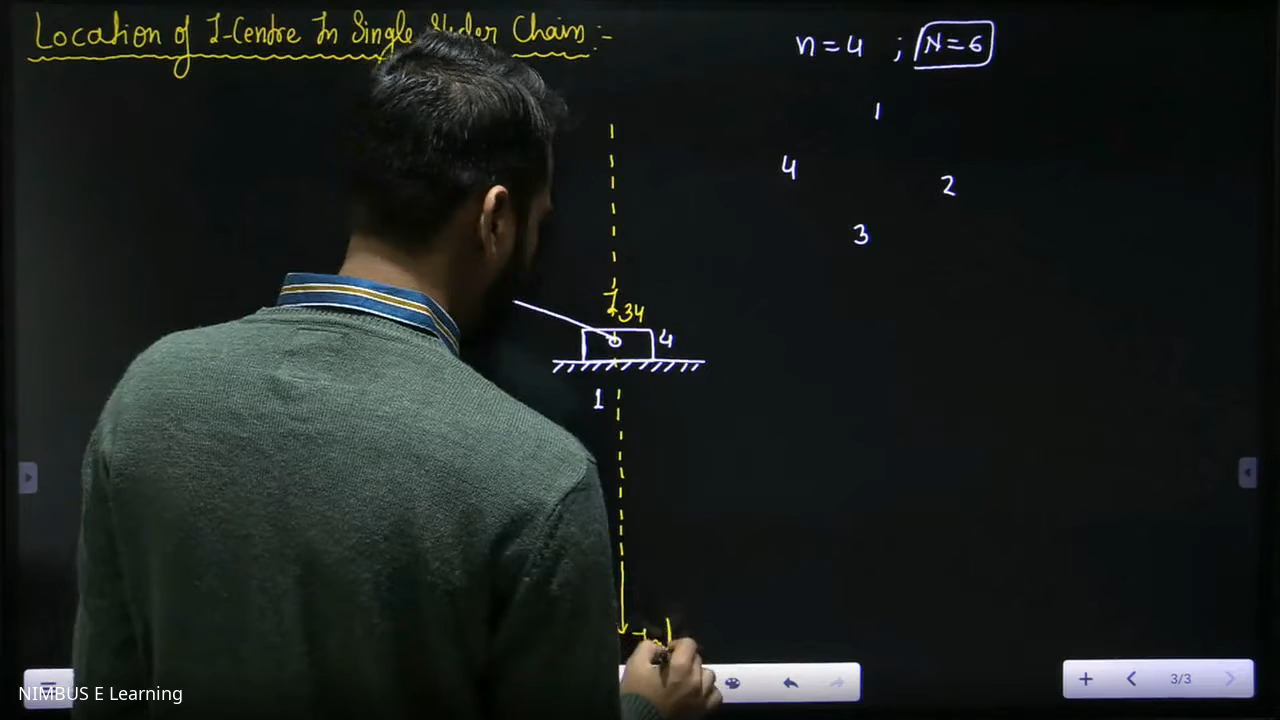 Location of I-Centre In Single Slider Chain :-
n=4 ; N=6
1
4
2
3
I34
4
1
3/3
NIMBUS E Learning